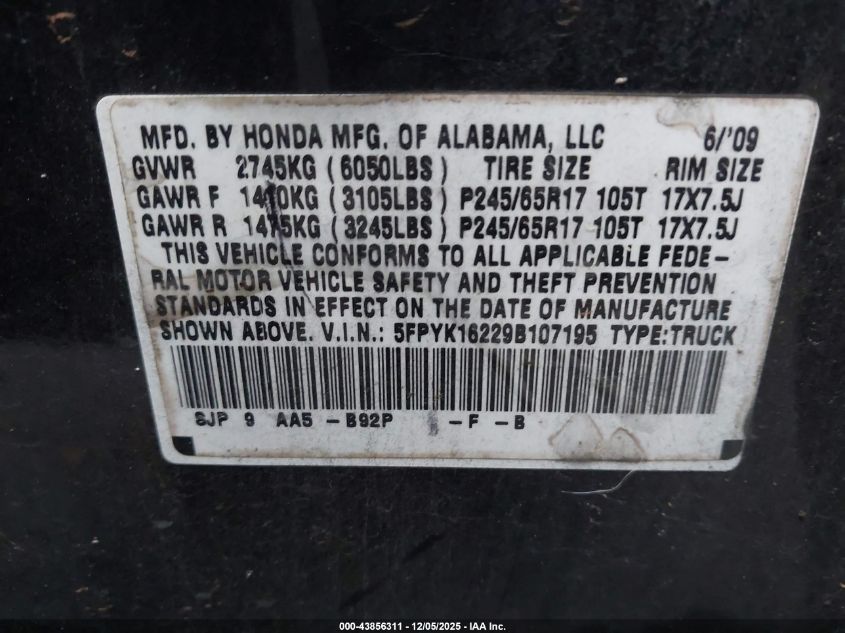 MFD. BY HONDA MFG. OF ALABAMA, LLC 6/'09
GVWR 2745KG (6050LBS) TIRE SIZE RIM SIZE
GAWR F 1410KG (3105LBS) P245/65R17 105T 17X7.5J
GAWR R 1475KG (3245LBS) P245/65R17 105T 17X7.5J
THIS VEHICLE CONFORMS TO ALL APPLICABLE FEDE-
RAL MOTOR VEHICLE SAFETY AND THEFT PREVENTION
STANDARDS IN EFFECT ON THE DATE OF MANUFACTURE
SHOWN ABOVE. V.I.N.: 5FPYK16229B107195 TYPE:TRUCK
SJP 9 AA5 -B92P -F -B
000-43856311 - 12/05/2025 - IAA Inc.